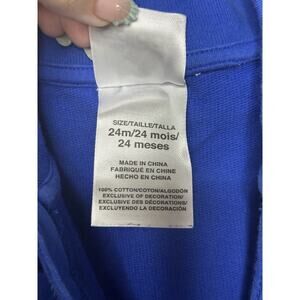 SIZE/TAILLE/TALLA
24m/24 mois/
24 meses
MADE IN CHINA
FABRIQUÉ EN CHINE
HECHO EN CHINA
100% COTTON/COTON/ALGODÓN
EXCLUSIVE OF DECORATION/
EXCLUSIF DES DÉCORATIONS/
EXCLUYENDO LA DECORACIÓN